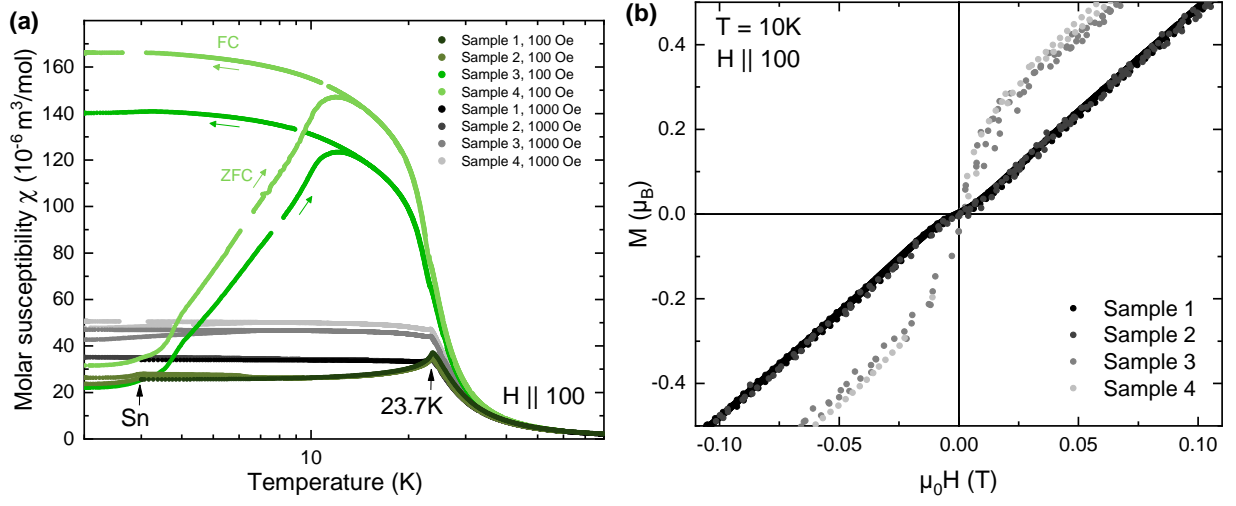 (a)
FC
ZFC
Sample 1, 100 Oe
Sample 2, 100 Oe
Sample 3, 100 Oe
Sample 4, 100 Oe
Sample 1, 1000 Oe
Sample 2, 1000 Oe
Sample 3, 1000 Oe
Sample 4, 1000 Oe
Molar susceptibility χ (10⁻⁶ m³/mol)
160
140
120
100
80
60
40
20
0
Sn
23.7K
H || 100
10
Temperature (K)
(b)
T = 10K
H || 100
M (μ_B)
0.4
0.2
0.0
-0.2
-0.4
Sample 1
Sample 2
Sample 3
Sample 4
-0.10
-0.05
0.00
0.05
0.10
μ₀H (T)